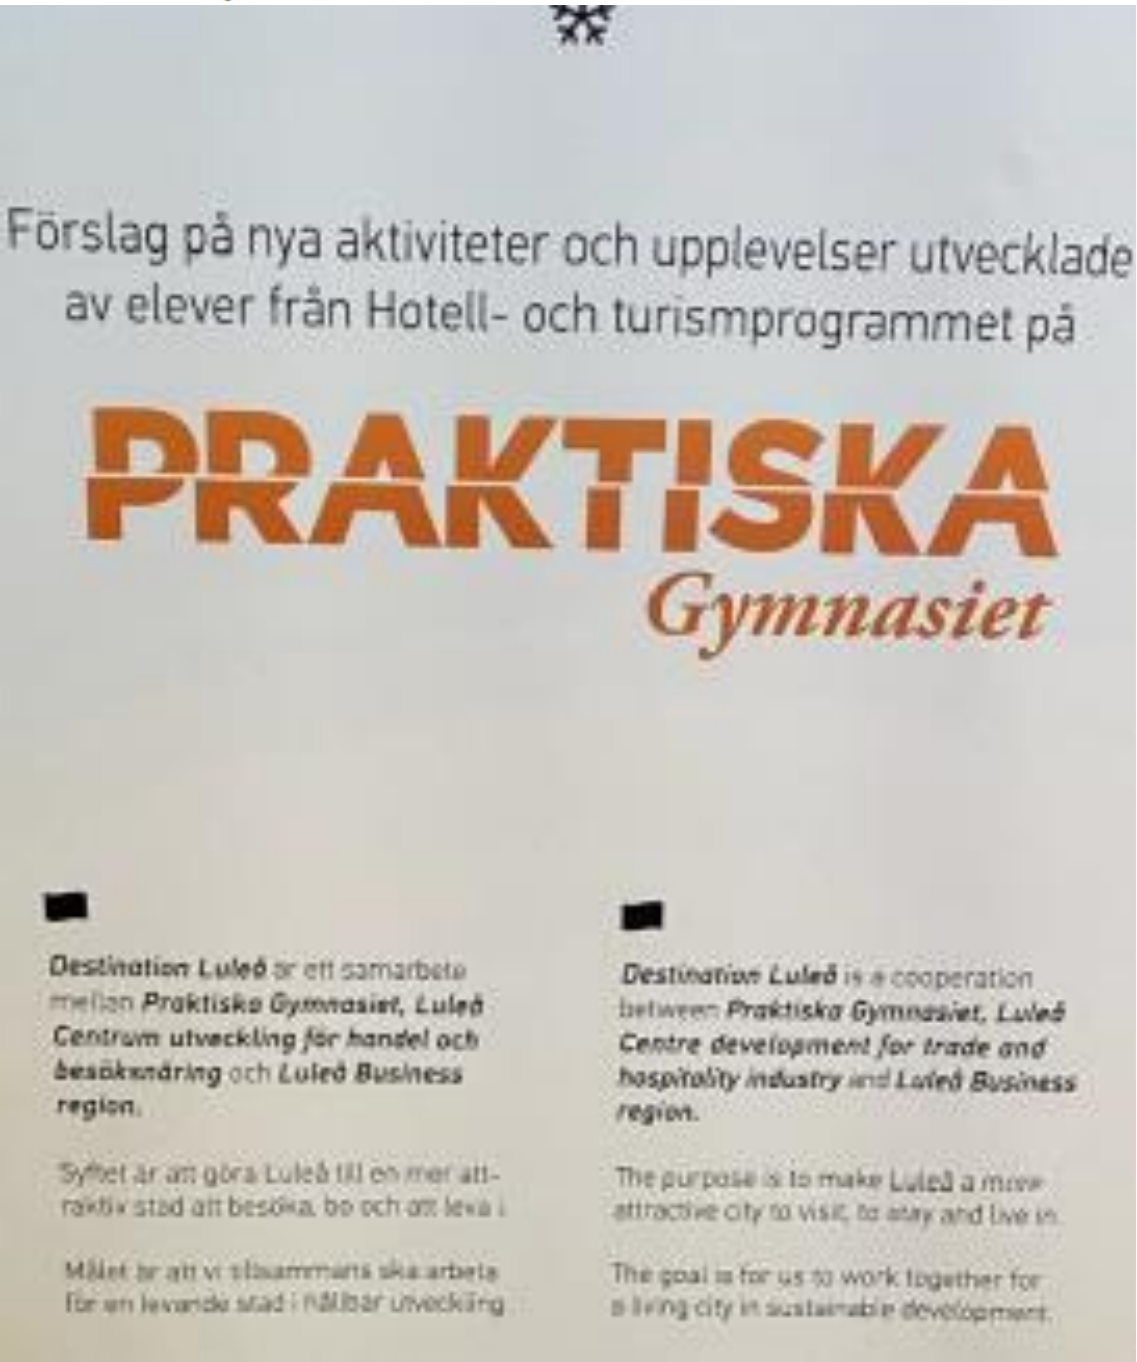 Förslag på nya aktiviteter och upplevelser utvecklade
av elever från Hotell- och turismprogrammet på
PRAKTISKA
Gymnasiet
Destination Luleå är ett samarbete
mellan Praktiska Gymnasiet, Luleå
Centrum utveckling för handel och
besöksnäring och Luleå Business
region.
Syftet är att göra Luleå till en mer att-
raktiv stad att besöka, bo och att leva i
Målet är att vi tillsammans ska arbeta
för en levande stad i hållbar utveckling
Destination Luleå is a cooperation
between Praktiska Gymnasiet, Luleå
Centre development for trade and
hospitality industry and Luleå Business
region.
The purpose is to make Luleå a more
attractive city to visit, to stay and live in.
The goal is for us to work together for
a living city in sustainable development.